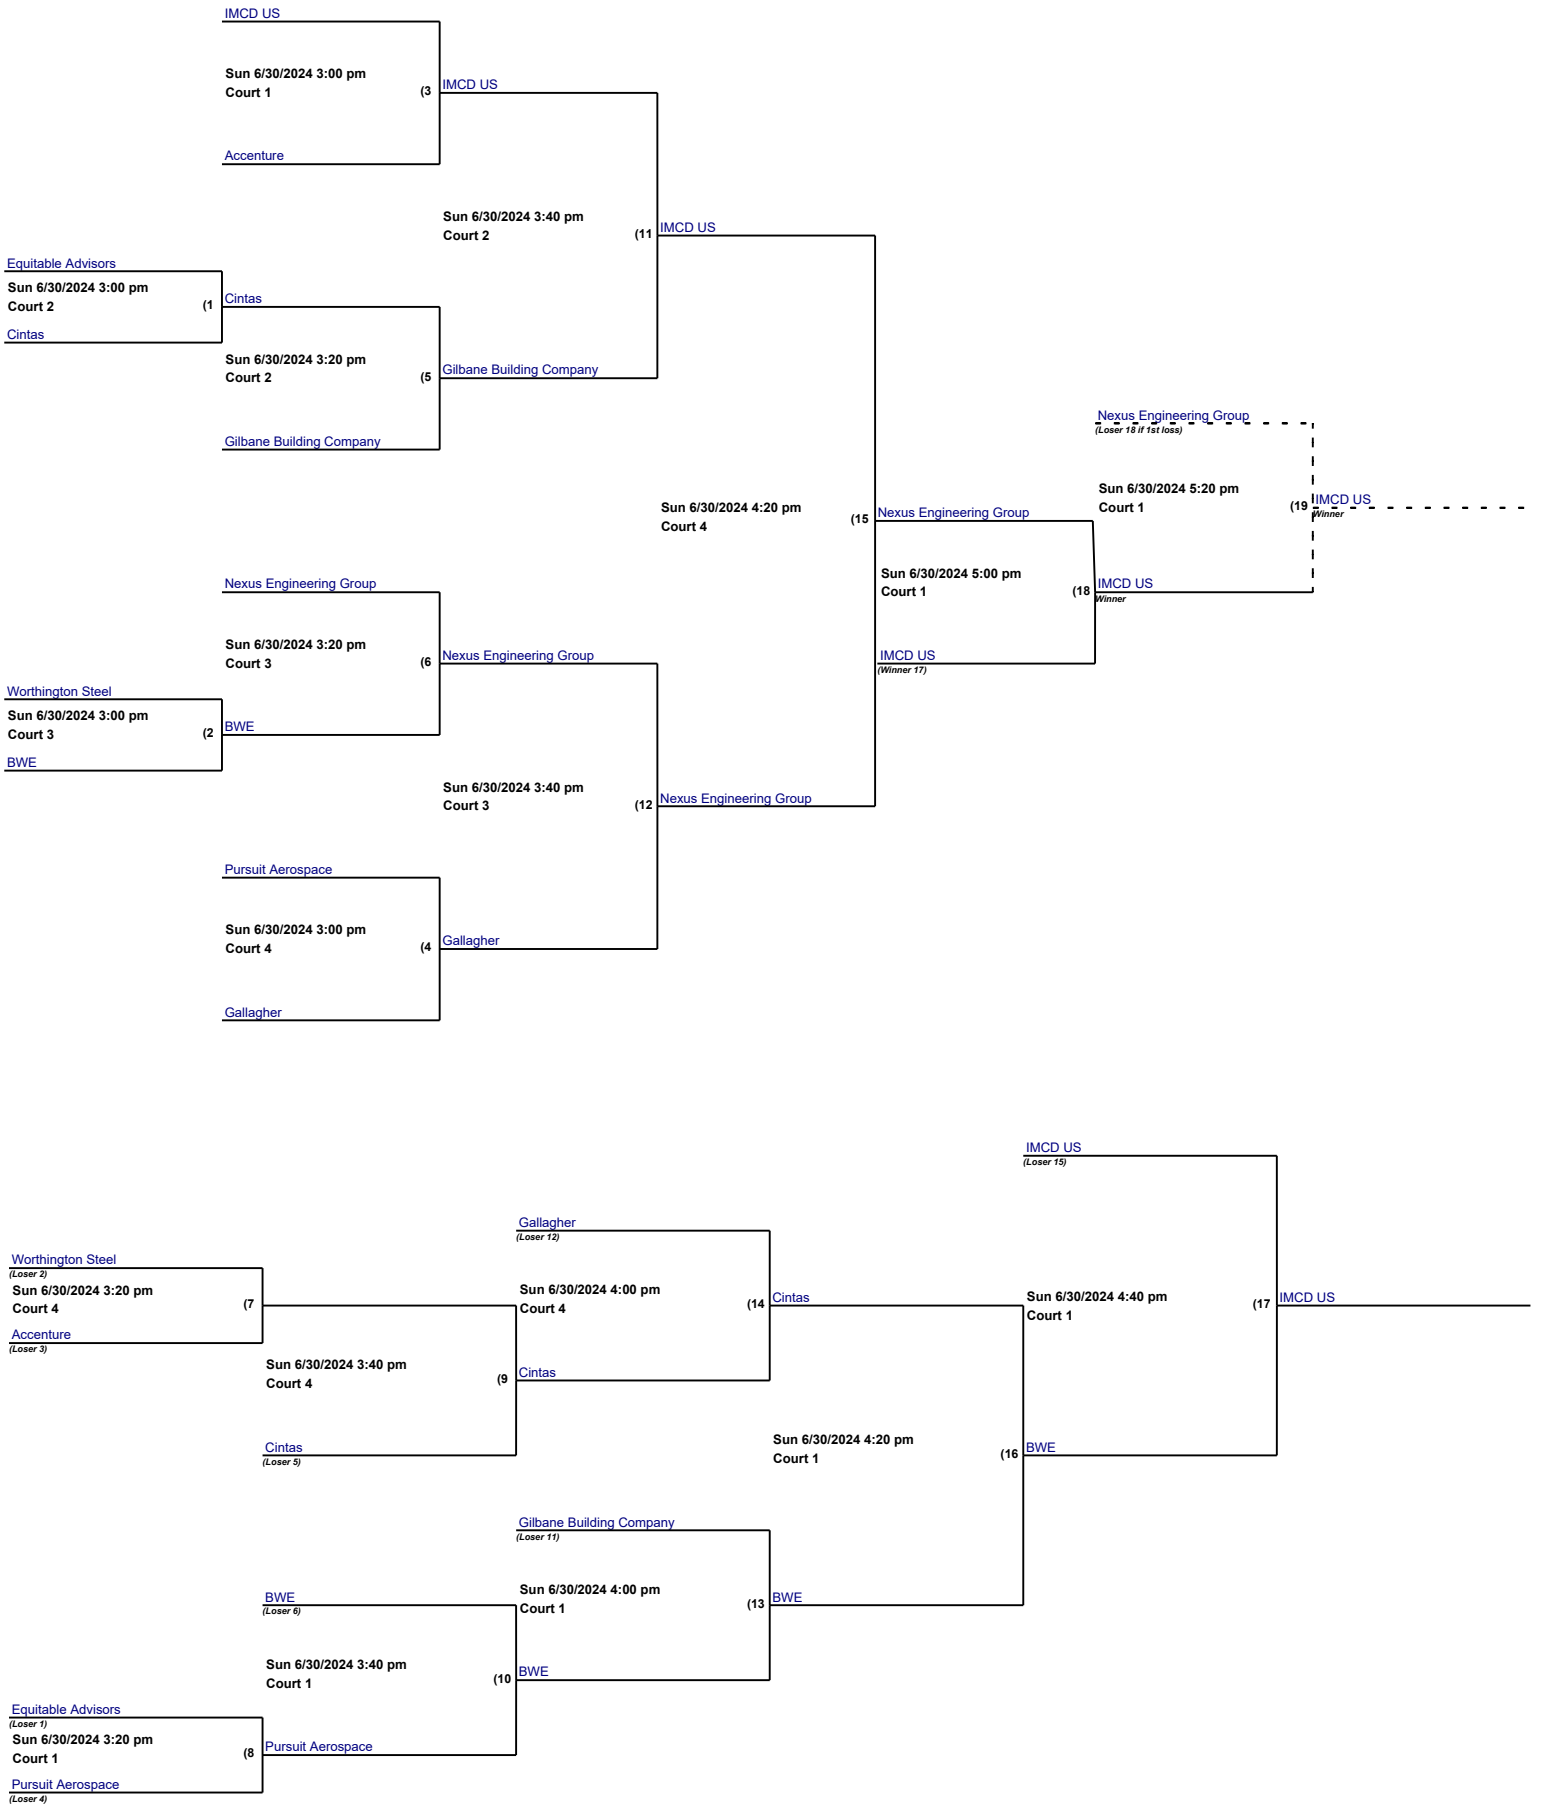 IMCD US
Sun 6/30/2024 3:00 pm
Court 1
(3
IMCD US
Accenture
Sun 6/30/2024 3:40 pm
Court 2
(11
IMCD US
Equitable Advisors
Sun 6/30/2024 3:00 pm
Court 2
(1
Cintas
Cintas
Sun 6/30/2024 3:20 pm
Court 2
(5
Gilbane Building Company
Gilbane Building Company
Nexus Engineering Group
(Loser 18 if 1st loss)
Sun 6/30/2024 5:20 pm
Court 1
(19
IMCD US
Winner
Sun 6/30/2024 4:20 pm
Court 4
(15
Nexus Engineering Group
Sun 6/30/2024 5:00 pm
Court 1
(18
IMCD US
Winner
IMCD US
(Winner 17)
Nexus Engineering Group
Sun 6/30/2024 3:20 pm
Court 3
(6
Nexus Engineering Group
Worthington Steel
Sun 6/30/2024 3:00 pm
Court 3
(2
BWE
BWE
Sun 6/30/2024 3:40 pm
Court 3
(12
Nexus Engineering Group
Pursuit Aerospace
Sun 6/30/2024 3:00 pm
Court 4
(4
Gallagher
Gallagher
IMCD US
(Loser 15)
Gallagher
(Loser 12)
Worthington Steel
(Loser 2)
Sun 6/30/2024 3:20 pm
Court 4
(7
Accenture
(Loser 3)
Sun 6/30/2024 4:00 pm
Court 4
(14
Cintas
Sun 6/30/2024 4:40 pm
Court 1
(17
IMCD US
Sun 6/30/2024 3:40 pm
Court 4
(9
Cintas
Cintas
(Loser 5)
Sun 6/30/2024 4:20 pm
Court 1
(16
BWE
Gilbane Building Company
(Loser 11)
Sun 6/30/2024 4:00 pm
Court 1
(13
BWE
BWE
(Loser 6)
Sun 6/30/2024 3:40 pm
Court 1
(10
BWE
Equitable Advisors
(Loser 1)
Sun 6/30/2024 3:20 pm
Court 1
(8
Pursuit Aerospace
Pursuit Aerospace
(Loser 4)